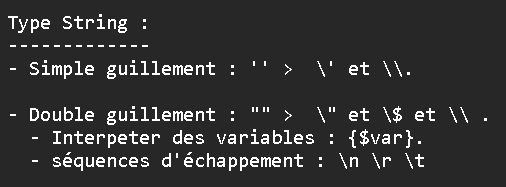 Type String :
-------------
- Simple guillement : '' >  \' et \\.
- Double guillement : "" >  \" et \$ et \\ .
  - Interpeter des variables : {$var}.
  - séquences d'échappement : \n \r \t